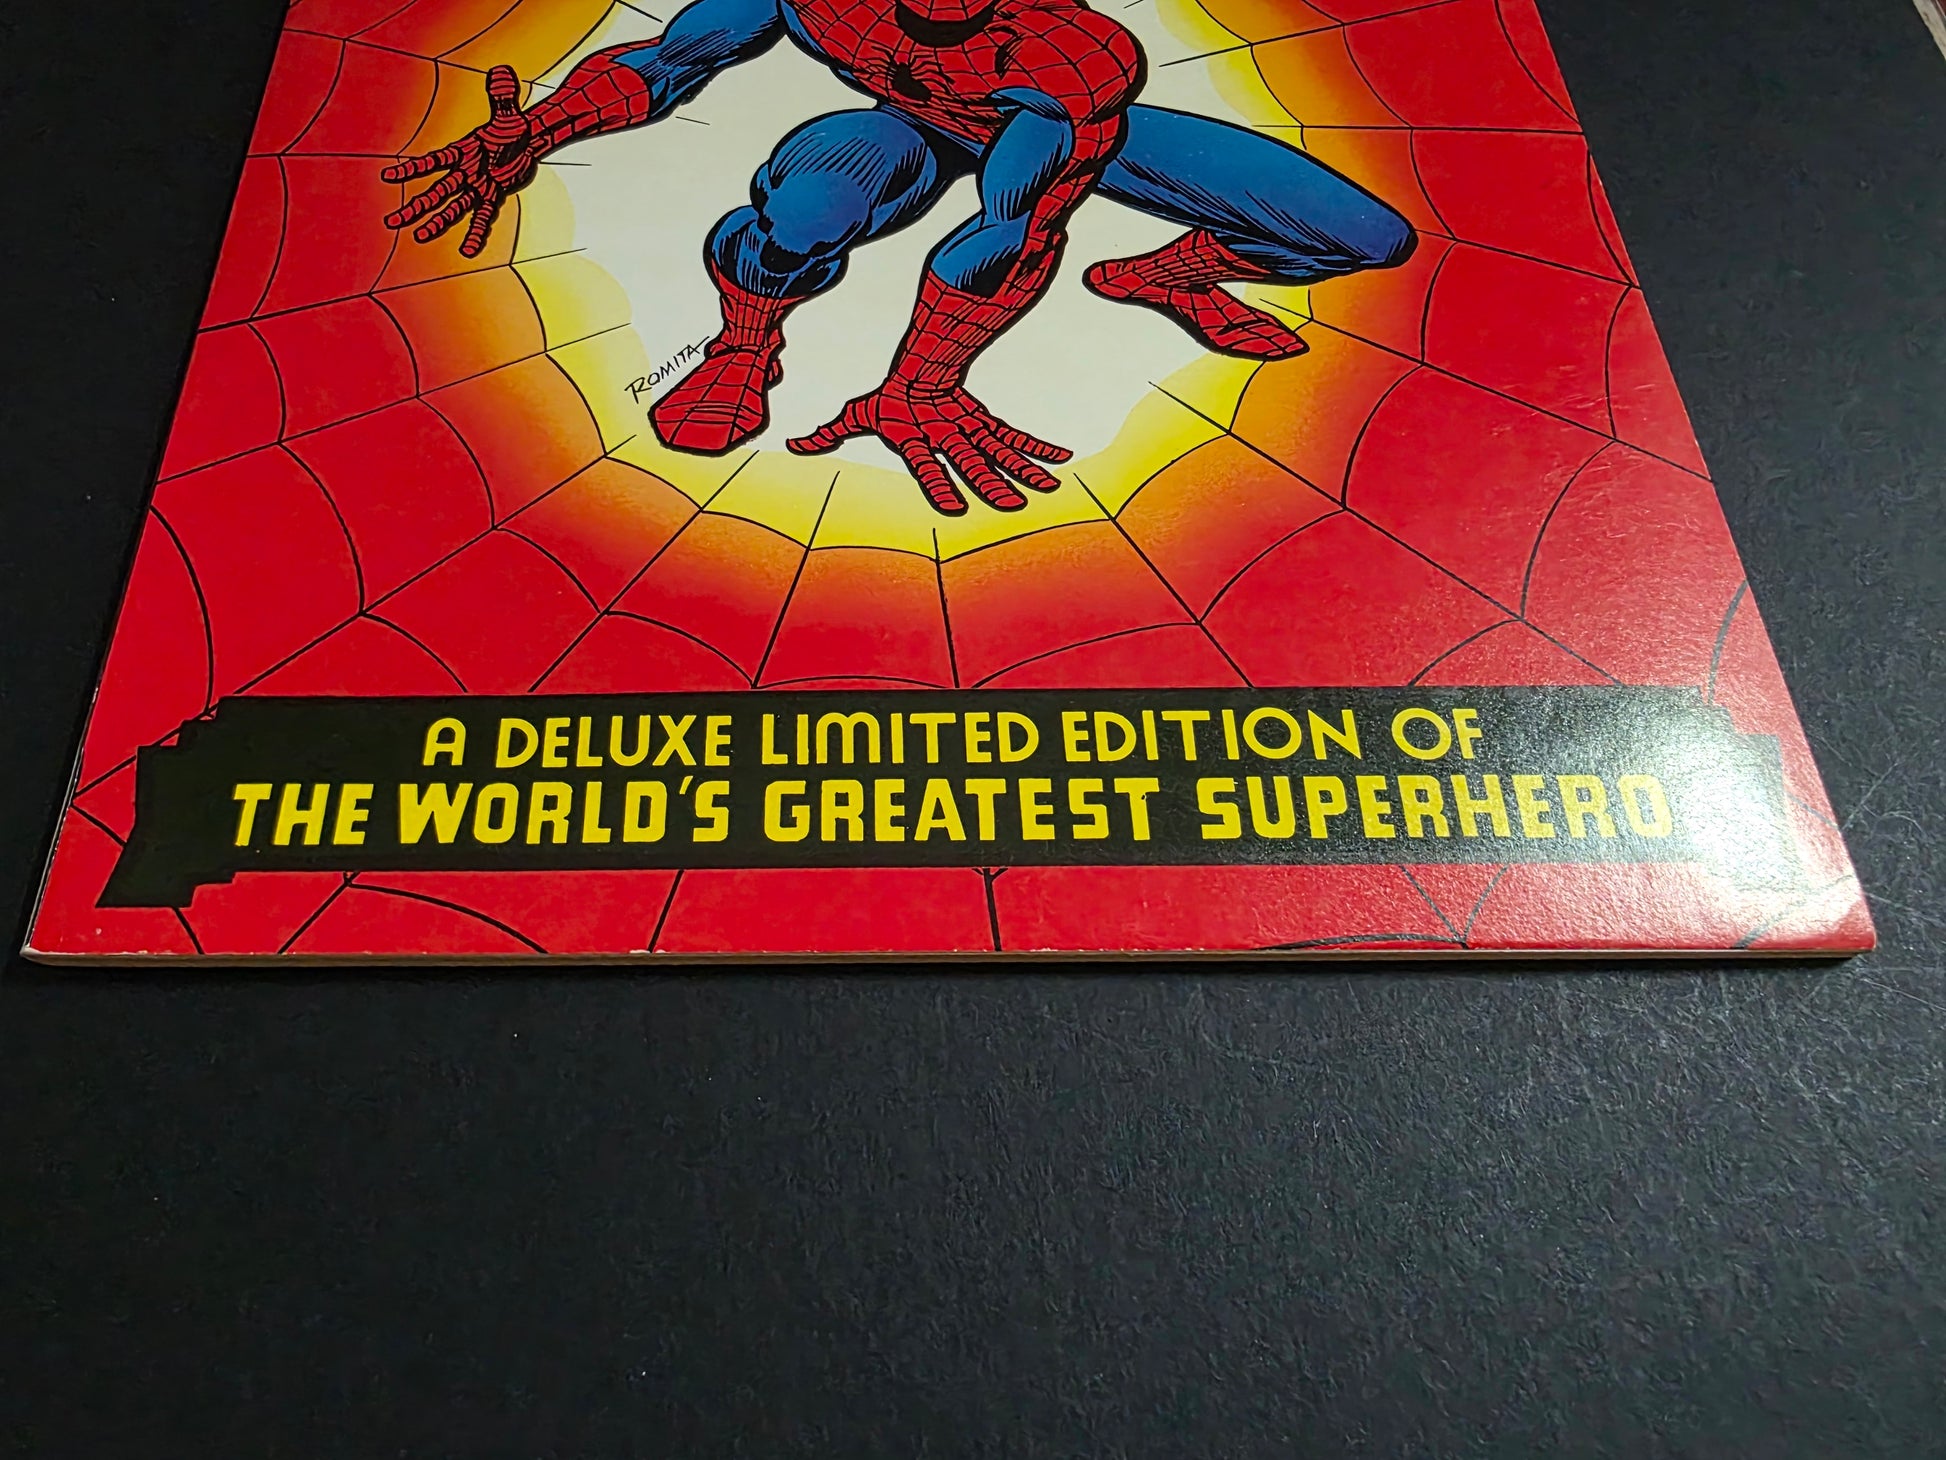 ROMITA
A DELUXE LIMITED EDITION OF
THE WORLD'S GREATEST SUPERHERO